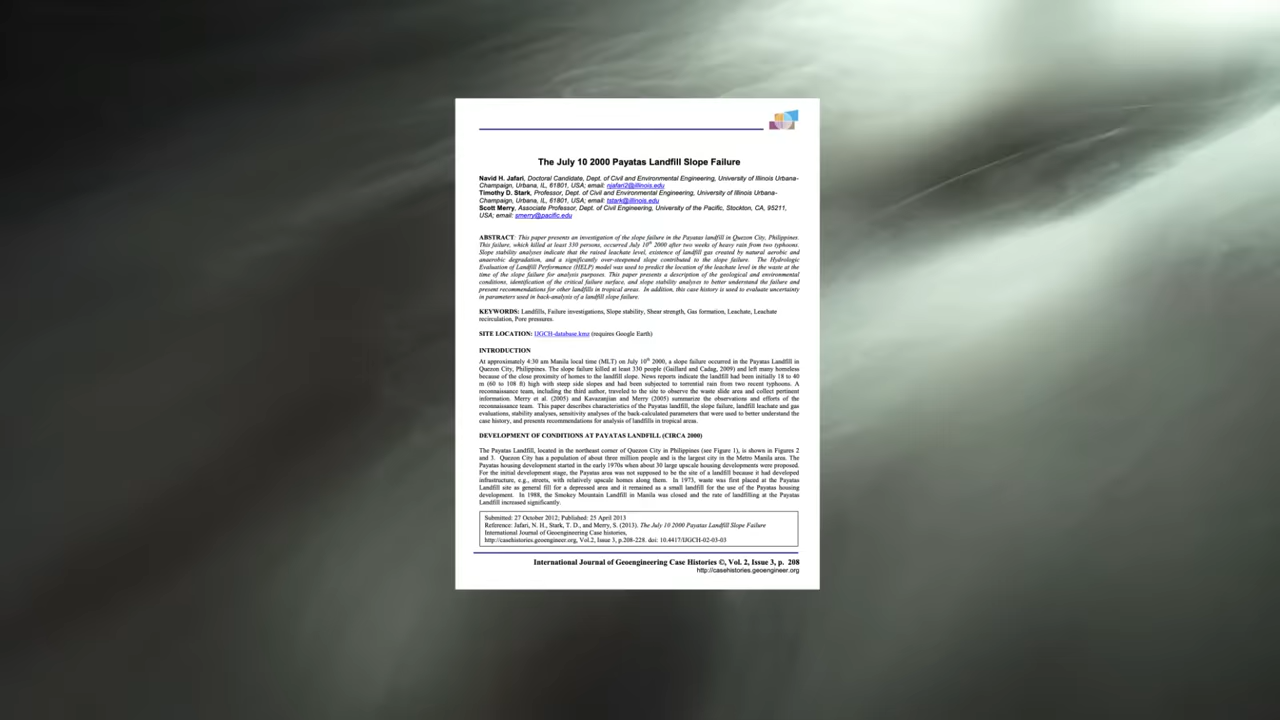 The July 10 2000 Payatas Landfill Slope Failure
Navid H. Jafari, Doctoral Candidate, Dept. of Civil and Environmental Engineering, University of Illinois Urbana-
Champaign, Urbana, IL, 61801, USA; email: njafari2@illinois.edu
Timothy D. Stark, Professor, Dept. of Civil and Environmental Engineering, University of Illinois Urbana-
Champaign, Urbana, IL, 61801, USA; email: tstark@illinois.edu
Scott Merry, Associate Professor, Dept. of Civil Engineering, University of the Pacific, Stockton, CA, 95211,
USA; email: smerry@pacific.edu
ABSTRACT: This paper presents an investigation of the slope failure in the Payatas landfill in Quezon City, Philippines.
This failure, which killed at least 330 persons, occurred July 10th 2000 after two weeks of heavy rain from two typhoons.
Slope stability analyses indicate that the raised leachate level, existence of landfill gas created by natural aerobic and
anaerobic degradation, and a significantly over-steepened slope contributed to the slope failure. The Hydrologic
Evaluation of Landfill Performance (HELP) model was used to predict the location of the leachate level in the waste at the
time of the slope failure for analysis purposes. This paper presents a description of the geological and environmental
conditions, identification of the critical failure surface, and slope stability analyses to better understand the failure and
present recommendations for other landfills in tropical areas. In addition, this case history is used to evaluate uncertainty
in parameters used in back-analysis of a landfill slope failure.
KEYWORDS: Landfills, Failure investigations, Slope stability, Shear strength, Gas formation, Leachate, Leachate
recirculation, Pore pressures.
SITE LOCATION: IJGCH-database.kmz (requires Google Earth)
INTRODUCTION
At approximately 4:30 am Manila local time (MLT) on July 10th 2000, a slope failure occurred in the Payatas Landfill in
Quezon City, Philippines. The slope failure killed at least 330 people (Gaillard and Cadag, 2009) and left many homeless
because of the close proximity of homes to the landfill slope. News reports indicate the landfill had been initially 18 to 40
m (60 to 108 ft) high with steep side slopes and had been subjected to torrential rain from two recent typhoons. A
reconnaissance team, including the third author, traveled to the site to observe the waste slide area and collect pertinent
information. Merry et al. (2005) and Kavazanjian and Merry (2005) summarize the observations and efforts of the
reconnaissance team. This paper describes characteristics of the Payatas landfill, the slope failure, landfill leachate and gas
evaluations, stability analyses, sensitivity analyses of the back-calculated parameters that were used to better understand the
case history, and presents recommendations for analysis of landfills in tropical areas.
DEVELOPMENT OF CONDITIONS AT PAYATAS LANDFILL (CIRCA 2000)
The Payatas Landfill, located in the northeast corner of Quezon City in Philippines (see Figure 1), is shown in Figures 2
and 3. Quezon City has a population of about three million people and is the largest city in the Metro Manila area. The
Payatas housing development started in the early 1970s when about 30 large upscale housing developments were proposed.
For the initial development stage, the Payatas area was not supposed to be the site of a landfill because it had developed
infrastructure, e.g., streets, with relatively upscale homes along them. In 1973, waste was first placed at the Payatas
Landfill site as general fill for a depressed area and it remained as a small landfill for the use of the Payatas housing
development. In 1988, the Smokey Mountain Landfill in Manila was closed and the rate of landfilling at the Payatas
Landfill increased significantly.
Submitted: 27 October 2012; Published: 25 April 2013
Reference: Jafari, N. H., Stark, T. D., and Merry, S. (2013). The July 10 2000 Payatas Landfill Slope Failure
International Journal of Geoengineering Case histories,
http://casehistories.geoengineer.org, Vol.2, Issue 3, p.208-228. doi: 10.4417/IJGCH-02-03-03
International Journal of Geoengineering Case Histories ©, Vol. 2, Issue 3, p. 208
http://casehistories.geoengineer.org